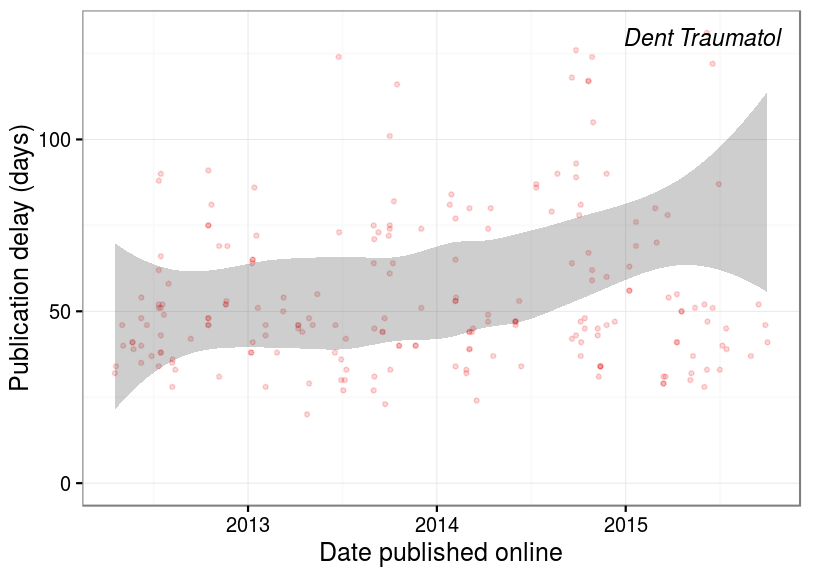 Dent Traumatol
Publication delay (days)
100
50
0
2013
2014
2015
Date published online